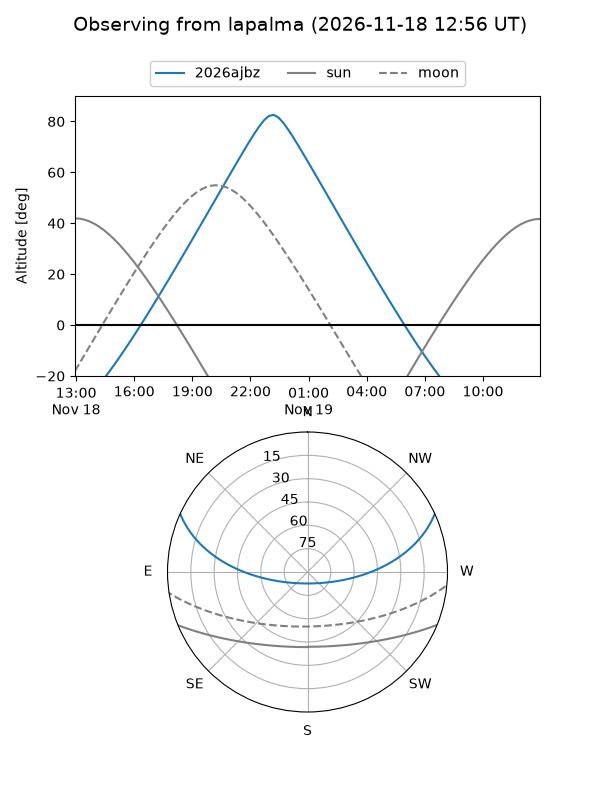 Observing from lapalma (2026-11-18 12:56 UT)
2026ajbz sun moon
Altitude [deg]
80
60
40
20
0
−20
13:00 16:00 19:00 22:00 01:00 04:00 07:00 10:00
Nov 18 Nov 19
N
NE NW
15
30
45
60
75
E W
SE SW
S